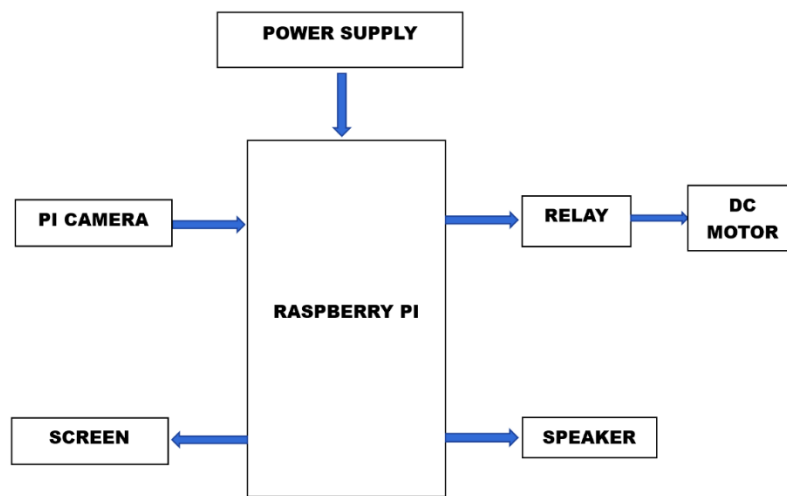 POWER SUPPLY
PI CAMERA
RELAY
DC
MOTOR
RASPBERRY PI
SCREEN
SPEAKER